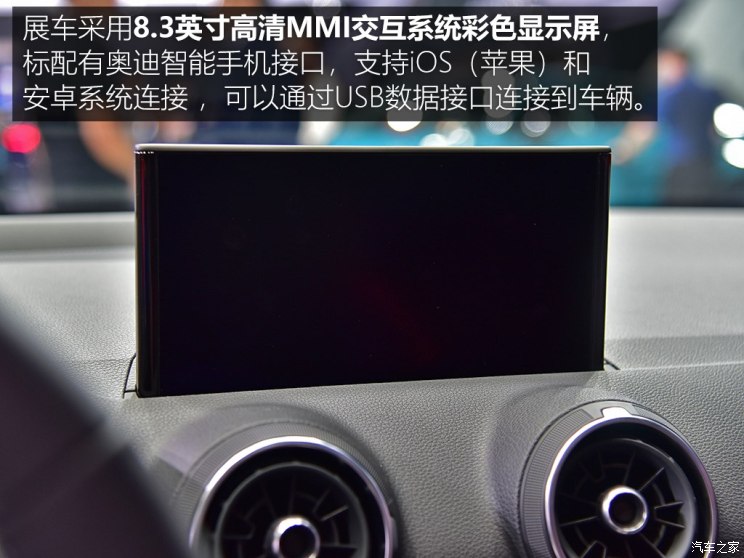 展车采用8.3英寸高清MMI交互系统彩色显示屏，
标配有奥迪智能手机接口，支持iOS（苹果）和
安卓系统连接 ，可以通过USB数据接口连接到车辆。
汽车之家